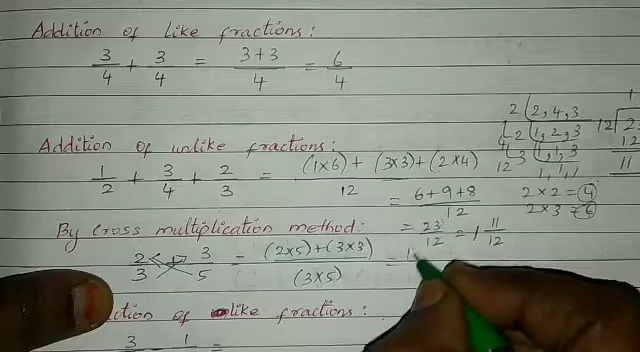 Addition of like fractions:
3/4 + 3/4 = 3+3/4 = 6/4
Addition of unlike fractions:
1/2 + 3/4 + 2/3 = (1×6) + (3×3) + (2×4)/12
= 6+9+8/12
= 23/12 = 1 11/12
2 | 2, 4, 3
2 | 1, 2, 3
3 | 1, 1, 3
1, 1, 1
2×2 = 4
2×3 = 6
12
12
11
By cross multiplication method:
2/3 + 3/5 = (2×5)+(3×3)/(3×5) =
ction of unlike fractions:
3 - 1 =